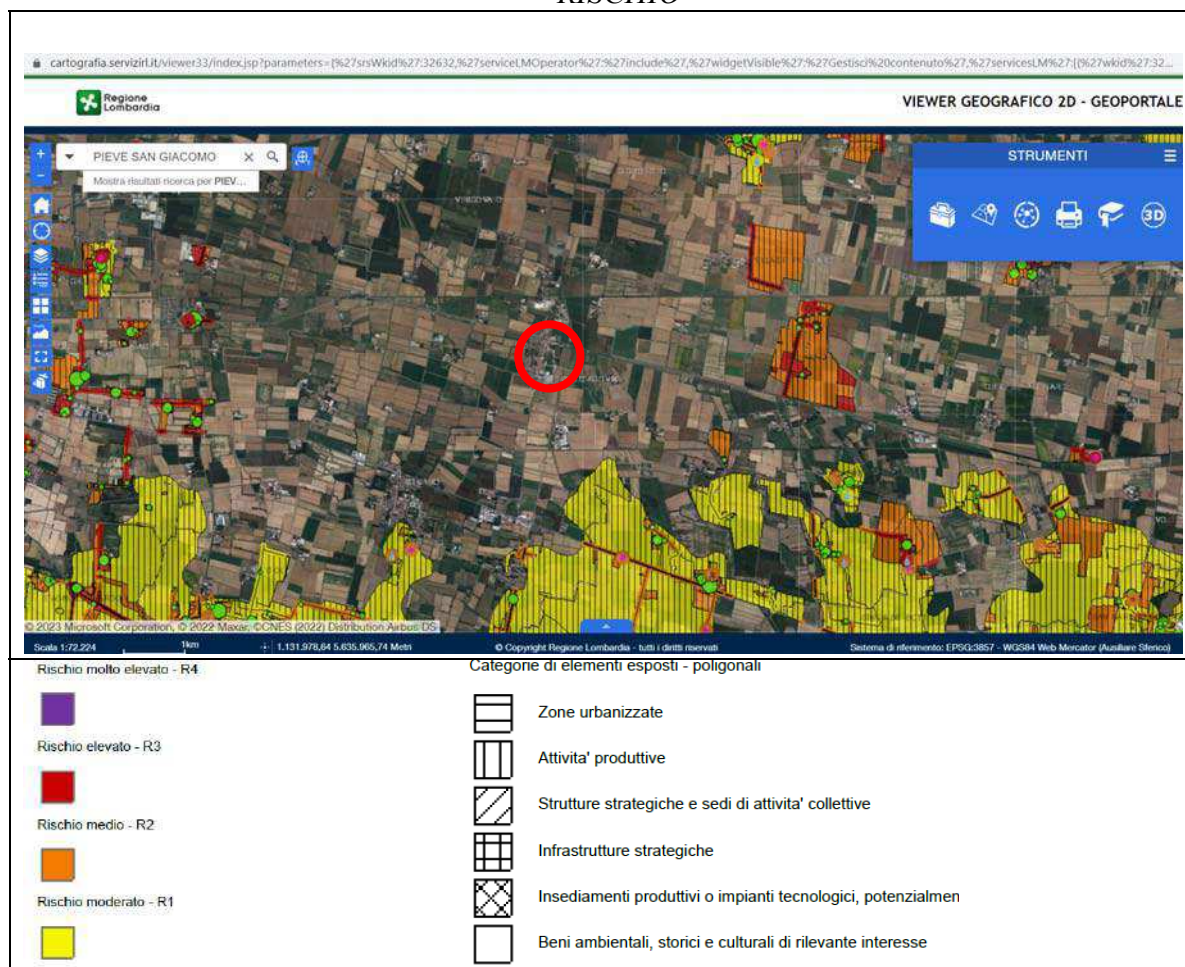 RISCHIO
cartografia.servizirl.it/viewer33/index.jsp?parameters={%27srsWkid%27:32632,%27serviceLMOperator%27:%27include%27,%27widgetVisible%27:%27Gestisci%20contenuto%27,%27servicesLM%27:[{%27wkid%27:32...
Regione
Lombardia
VIEWER GEOGRAFICO 2D - GEOPORTALE
PIEVE SAN GIACOMO
Mostra risultati ricerca per PIEV...
STRUMENTI
3D
© 2023 Microsoft Corporation, © 2022 Maxar, ©CNES (2022) Distribution Airbus DS
Scala 1:72.224
1km
1.131.978,64 5.635.965,74 Metri
© Copyright Regione Lombardia - tutti i diritti riservati
Sistema di riferimento: EPSG:3857 - WGS84 Web Mercator (Ausiliare Sferico)
Rischio molto elevato - R4
Categorie di elementi esposti - poligonali
Zone urbanizzate
Rischio elevato - R3
Attivita' produttive
Strutture strategiche e sedi di attivita' collettive
Rischio medio - R2
Infrastrutture strategiche
Insediamenti produttivi o impianti tecnologici, potenzialmen
Rischio moderato - R1
Beni ambientali, storici e culturali di rilevante interesse